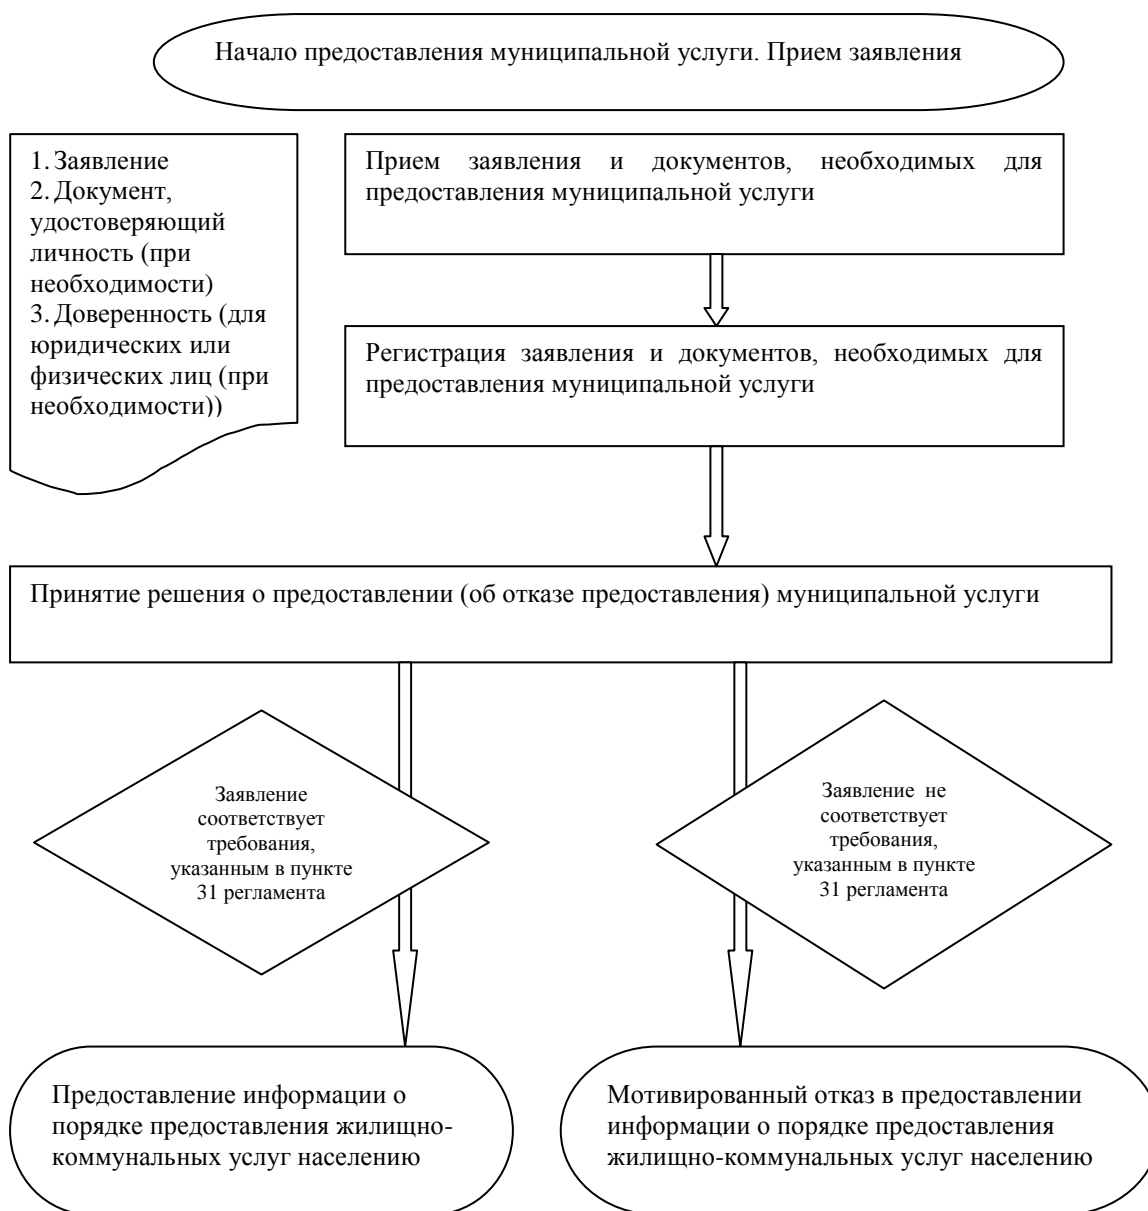 Начало предоставления муниципальной услуги. Прием заявления
1. Заявление
2. Документ,
удостоверяющий
личность (при
необходимости)
3. Доверенность (для
юридических или
физических лиц (при
необходимости))
Прием заявления и документов, необходимых для
предоставления муниципальной услуги
Регистрация заявления и документов, необходимых для
предоставления муниципальной услуги
Принятие решения о предоставлении (об отказе предоставления) муниципальной услуги
Заявление
соответствует
требования,
указанным в пункте
31 регламента
Заявление не
соответствует
требования,
указанным в пункте
31 регламента
Предоставление информации о
порядке предоставления жилищно-
коммунальных услуг населению
Мотивированный отказ в предоставлении
информации о порядке предоставления
жилищно-коммунальных услуг населению